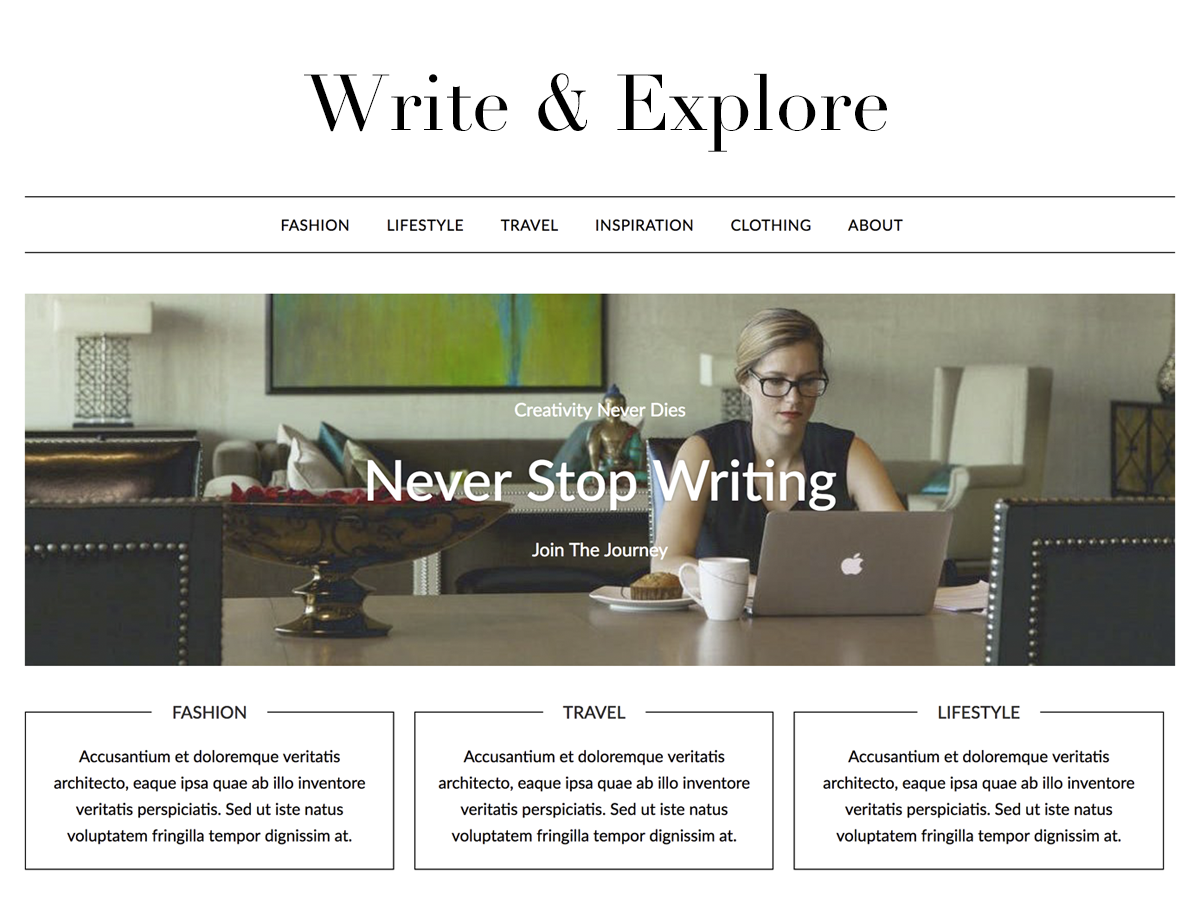 Write & Explore
FASHION LIFESTYLE TRAVEL INSPIRATION CLOTHING ABOUT
Creativity Never Dies
Never Stop Writing
Join The Journey
FASHION
Accusantium et doloremque veritatis
architecto, eaque ipsa quae ab illo inventore
veritatis perspiciatis. Sed ut iste natus
voluptatem fringilla tempor dignissim at.
TRAVEL
Accusantium et doloremque veritatis
architecto, eaque ipsa quae ab illo inventore
veritatis perspiciatis. Sed ut iste natus
voluptatem fringilla tempor dignissim at.
LIFESTYLE
Accusantium et doloremque veritatis
architecto, eaque ipsa quae ab illo inventore
veritatis perspiciatis. Sed ut iste natus
voluptatem fringilla tempor dignissim at.